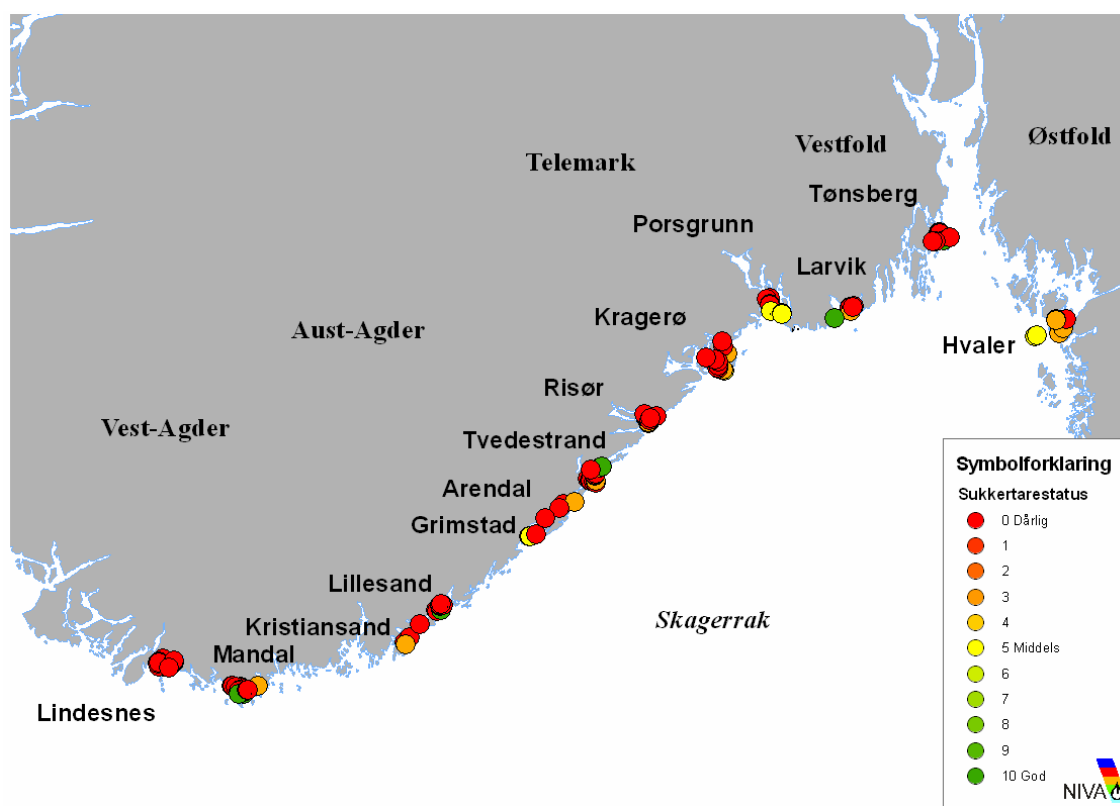 Vestfold
Østfold
Telemark
Tønsberg
Porsgrunn
Larvik
Kragerø
Aust-Agder
Hvaler
Risør
Vest-Agder
Tvedestrand
Arendal
Grimstad
Lillesand
Skagerrak
Kristiansand
Mandal
Lindesnes
Symbolforklaring
Sukkertarestatus
0 Dårlig
1
2
3
4
5 Middels
6
7
8
9
10 God
NIVA